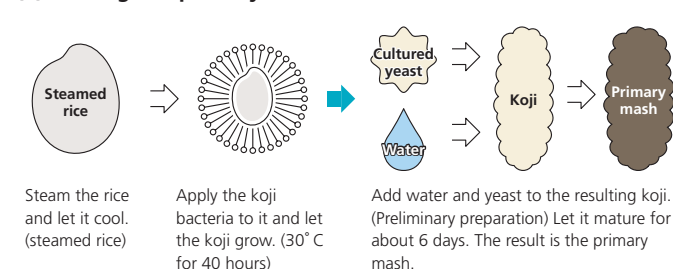 Steamed
rice
Cultured
yeast
Water
Koji
Primary
mash
Steam the rice
and let it cool.
(steamed rice)
Apply the koji
bacteria to it and let
the koji grow. (30˚ C
for 40 hours)
Add water and yeast to the resulting koji.
(Preliminary preparation) Let it mature for
about 6 days. The result is the primary
mash.